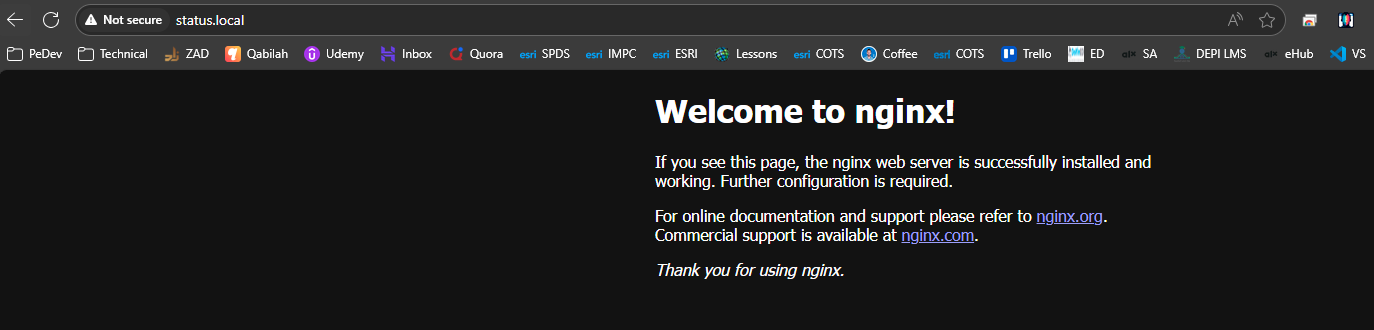 Not secure status.local
PeDev Technical ZAD Qabilah Udemy Inbox Quora esri SPDS esri IMPC esri ESRI Lessons esri COTS Coffee esri COTS Trello ED alx SA DEPI LMS alx eHub VS
Welcome to nginx!
If you see this page, the nginx web server is successfully installed and
working. Further configuration is required.
For online documentation and support please refer to nginx.org.
Commercial support is available at nginx.com.
Thank you for using nginx.